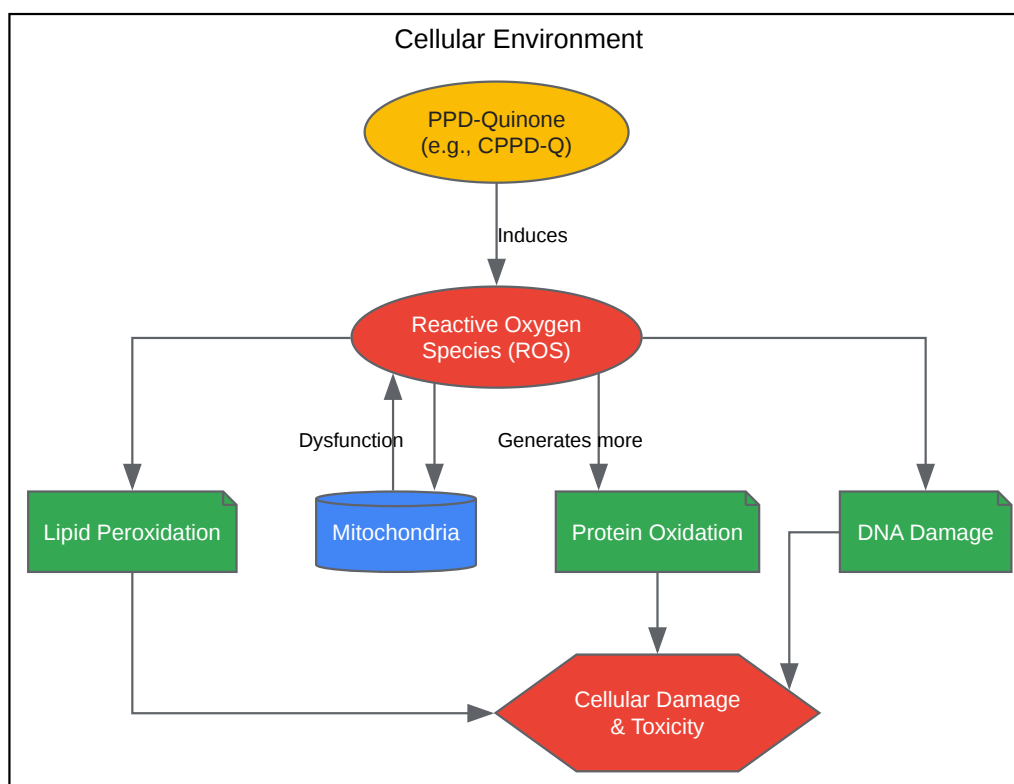 Cellular Environment
PPD-Quinone
(e.g., CPPD-Q)
Induces
Reactive Oxygen
Species (ROS)
Dysfunction
Generates more
Lipid Peroxidation
Mitochondria
Protein Oxidation
DNA Damage
Cellular Damage
& Toxicity